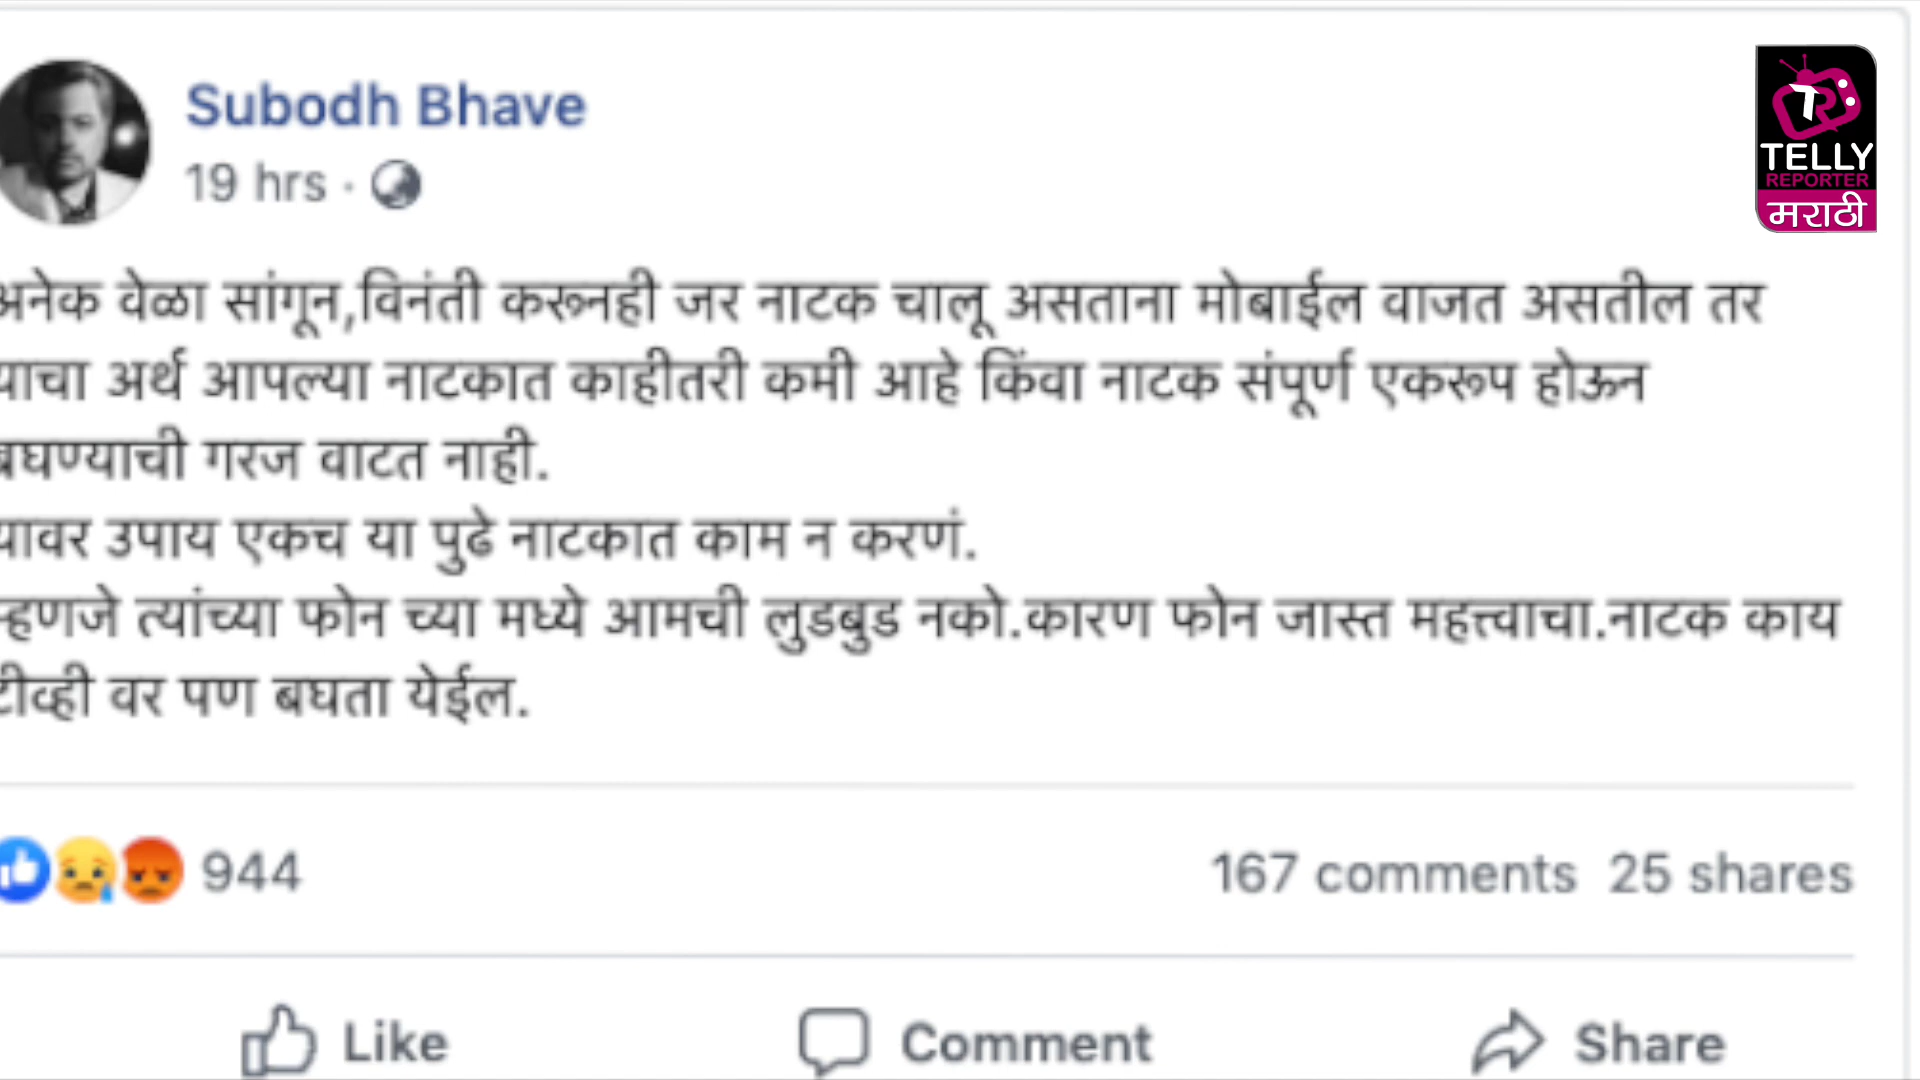 Subodh Bhave
19 hrs ·
TELLY
REPORTER
मराठी
अनेक वेळा सांगून,विनंती करूनही जर नाटक चालू असताना मोबाईल वाजत असतील तर
याचा अर्थ आपल्या नाटकात काहीतरी कमी आहे किंवा नाटक संपूर्ण एकरूप होऊन
बघण्याची गरज वाटत नाही.
यावर उपाय एकच या पुढे नाटकात काम न करणं.
म्हणजे त्यांच्या फोन च्या मध्ये आमची लुडबुड नको.कारण फोन जास्त महत्त्वाचा.नाटक काय
टीव्ही वर पण बघता येईल.
944
167 comments 25 shares
Like Comment Share